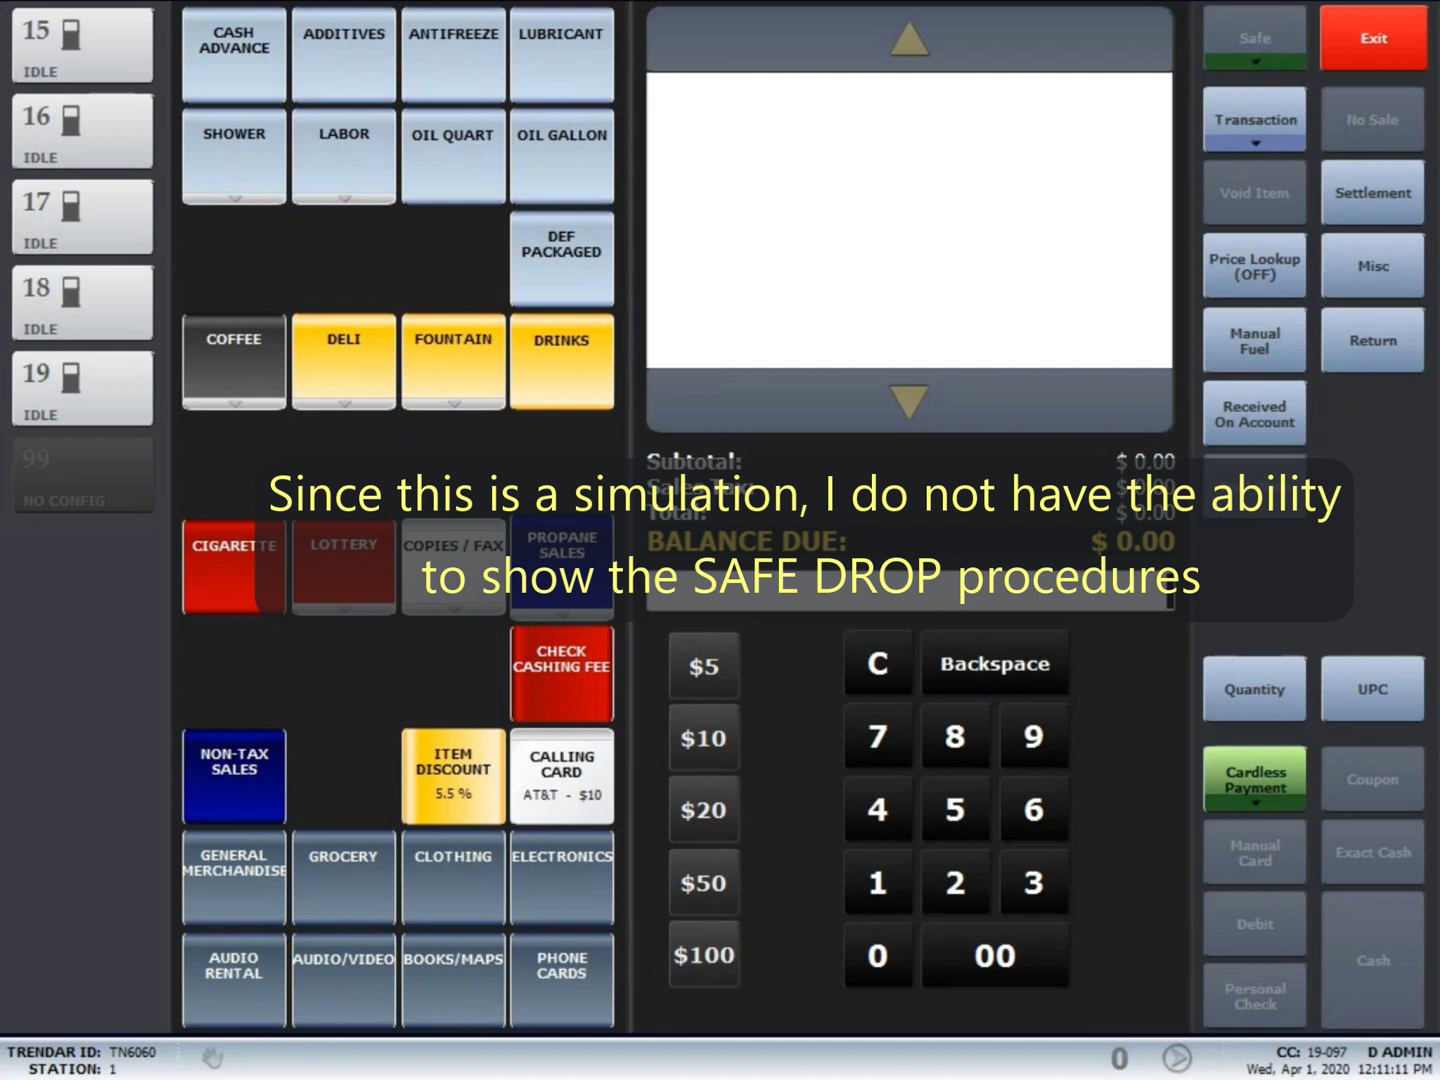 15
IDLE
16
IDLE
17
IDLE
18
IDLE
19
IDLE
99
NO CONFIG
CASH
ADVANCE
ADDITIVES
ANTIFREEZE
LUBRICANT
SHOWER
LABOR
OIL QUART
OIL GALLON
DEF
PACKAGED
COFFEE
DELI
FOUNTAIN
DRINKS
CIGARETTE
LOTTERY
COPIES / FAX
PROPANE
SALES
CHECK
CASHING FEE
NON-TAX
SALES
ITEM
DISCOUNT
5.5 %
CALLING
CARD
AT&T - $10
GENERAL
MERCHANDISE
GROCERY
CLOTHING
ELECTRONICS
AUDIO
RENTAL
AUDIO/VIDEO
BOOKS/MAPS
PHONE
CARDS
Subtotal: $ 0.00
Sales Tax: $ 0.00
Total: $ 0.00
BALANCE DUE: $ 0.00
Since this is a simulation, I do not have the ability
to show the SAFE DROP procedures
$5
$10
$20
$50
$100
C Backspace
7 8 9
4 5 6
1 2 3
0 00
Safe
Exit
Transaction
No Sale
Void Item
Settlement
Price Lookup
(OFF)
Misc
Manual
Fuel
Return
Received
On Account
Quantity
UPC
Cardless
Payment
Coupon
Manual
Card
Exact Cash
Debit
Cash
Personal
Check
TRENDAR ID: TN6060
STATION: 1
0
CC: 19-097 D ADMIN
Wed, Apr 1, 2020 12:11:11 PM